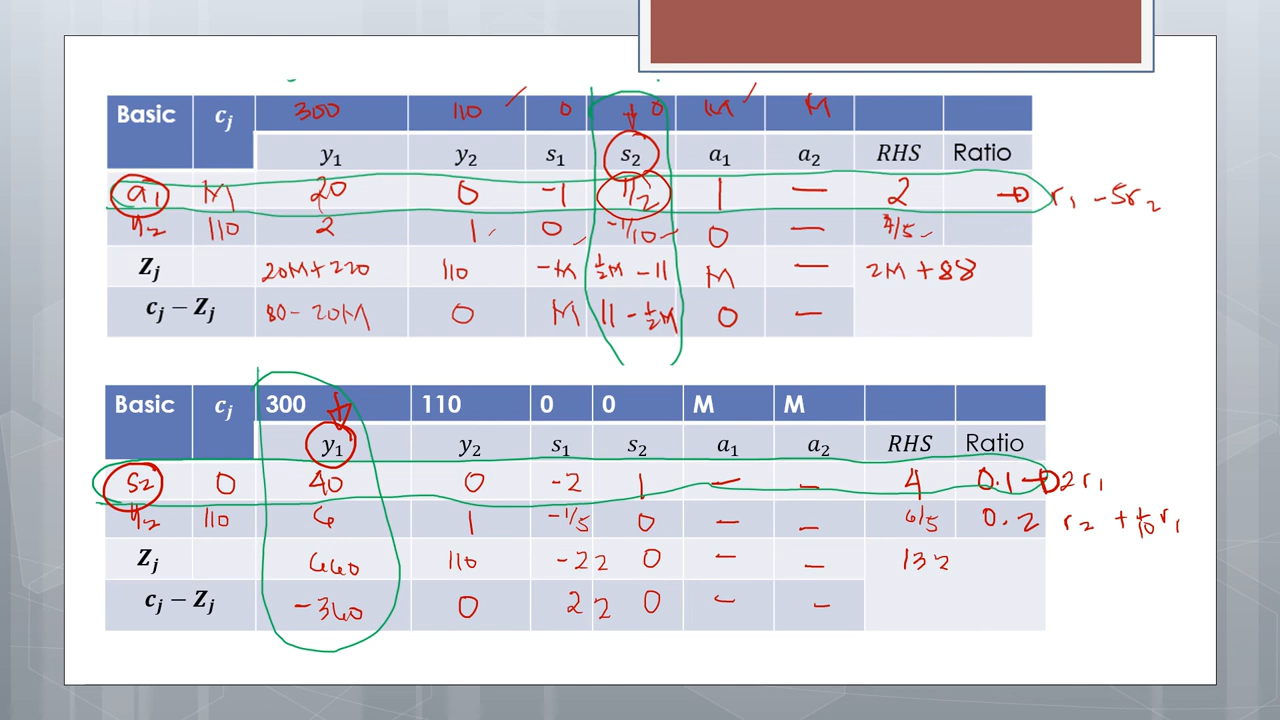 Basic cⱼ 300 110 0 0 M M
y₁ y₂ s₁ s₂ a₁ a₂ RHS Ratio
a₁ M 20 0 -1 1/2 1 — 2 r₁ -5r₂
y₂ 110 2 1 0 -1/10 0 — 4/5
Zⱼ 20M+220 110 -M ½M - 11 M — 2M + 88
cⱼ − Zⱼ 80 - 20M 0 M 11 - ½M 0 —
Basic cⱼ 300 110 0 0 M M
y₁ y₂ s₁ s₂ a₁ a₂ RHS Ratio
s₂ 0 40 0 -2 1 — — 4 0.1 2r₁
y₂ 110 6 1 -1/5 0 — — 6/5 0.2 r₂ + 1/10 r₁
Zⱼ 660 110 -22 0 — — 132
cⱼ − Zⱼ -360 0 22 0 — —